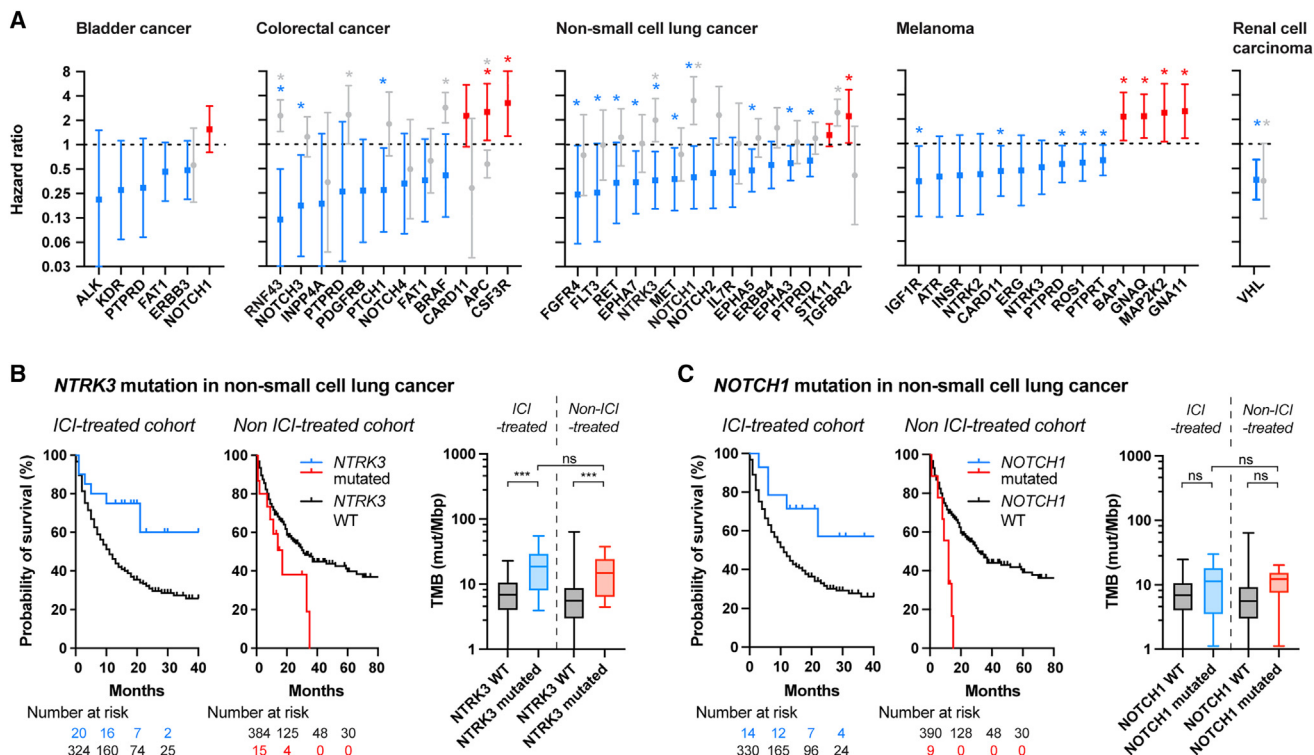 A
Bladder cancer
Colorectal cancer
Non-small cell lung cancer
Melanoma
Renal cell
carcinoma
Hazard ratio
8
4
2
1
0.5
0.25
0.13
0.06
0.03
* * * * * * * * *
* * * * * * * * * * * *
* * * * * * * * *
* *
ALK KDR PTPRD FAT1 ERBB3 NOTCH1
RNF43 NOTCH3 INPP4A PTPRD PDGFRB PTCH1 NOTCH4 FAT1 BRAF CARD11 APC CSF3R
FGFR4 FLT3 RET EPHA7 NTRK3 MET NOTCH1 NOTCH2 IL7R EPHA5 ERBB4 EPHA3 PTPRD STK11 TGFBR2
IGF1R ATR INSR NTRK2 CARD11 ERG NTRK3 PTPRD ROS1 PTPRT BAP1 GNAQ MAP2K2 GNA11
VHL
B
NTRK3 mutation in non-small cell lung cancer
ICI-treated cohort
Non ICI-treated cohort
ICI
-treated
Non-ICI
-treated
Probability of survival (%)
100
80
60
40
20
0
0 10 20 30 40
Months
100
80
60
40
20
0
0 20 40 60 80
Months
NTRK3
mutated
NTRK3
WT
TMB (mut/Mbp)
1000
100
10
1
ns
*** ***
NTRK3 WT
NTRK3 mutated
NTRK3 WT
NTRK3 mutated
Number at risk
20 16 7 2
324 160 74 25
Number at risk
384 125 48 30
15 4 0 0
C
NOTCH1 mutation in non-small cell lung cancer
ICI-treated cohort
Non ICI-treated cohort
ICI
-treated
Non-ICI
-treated
Probability of survival (%)
100
80
60
40
20
0
0 10 20 30 40
Months
100
80
60
40
20
0
0 20 40 60 80
Months
NOTCH1
mutated
NOTCH1
WT
TMB (mut/Mbp)
1000
100
10
1
ns
ns ns
NOTCH1 WT
NOTCH1 mutated
NOTCH1 WT
NOTCH1 mutated
Number at risk
14 12 7 4
330 165 96 24
Number at risk
390 128 48 30
9 0 0 0